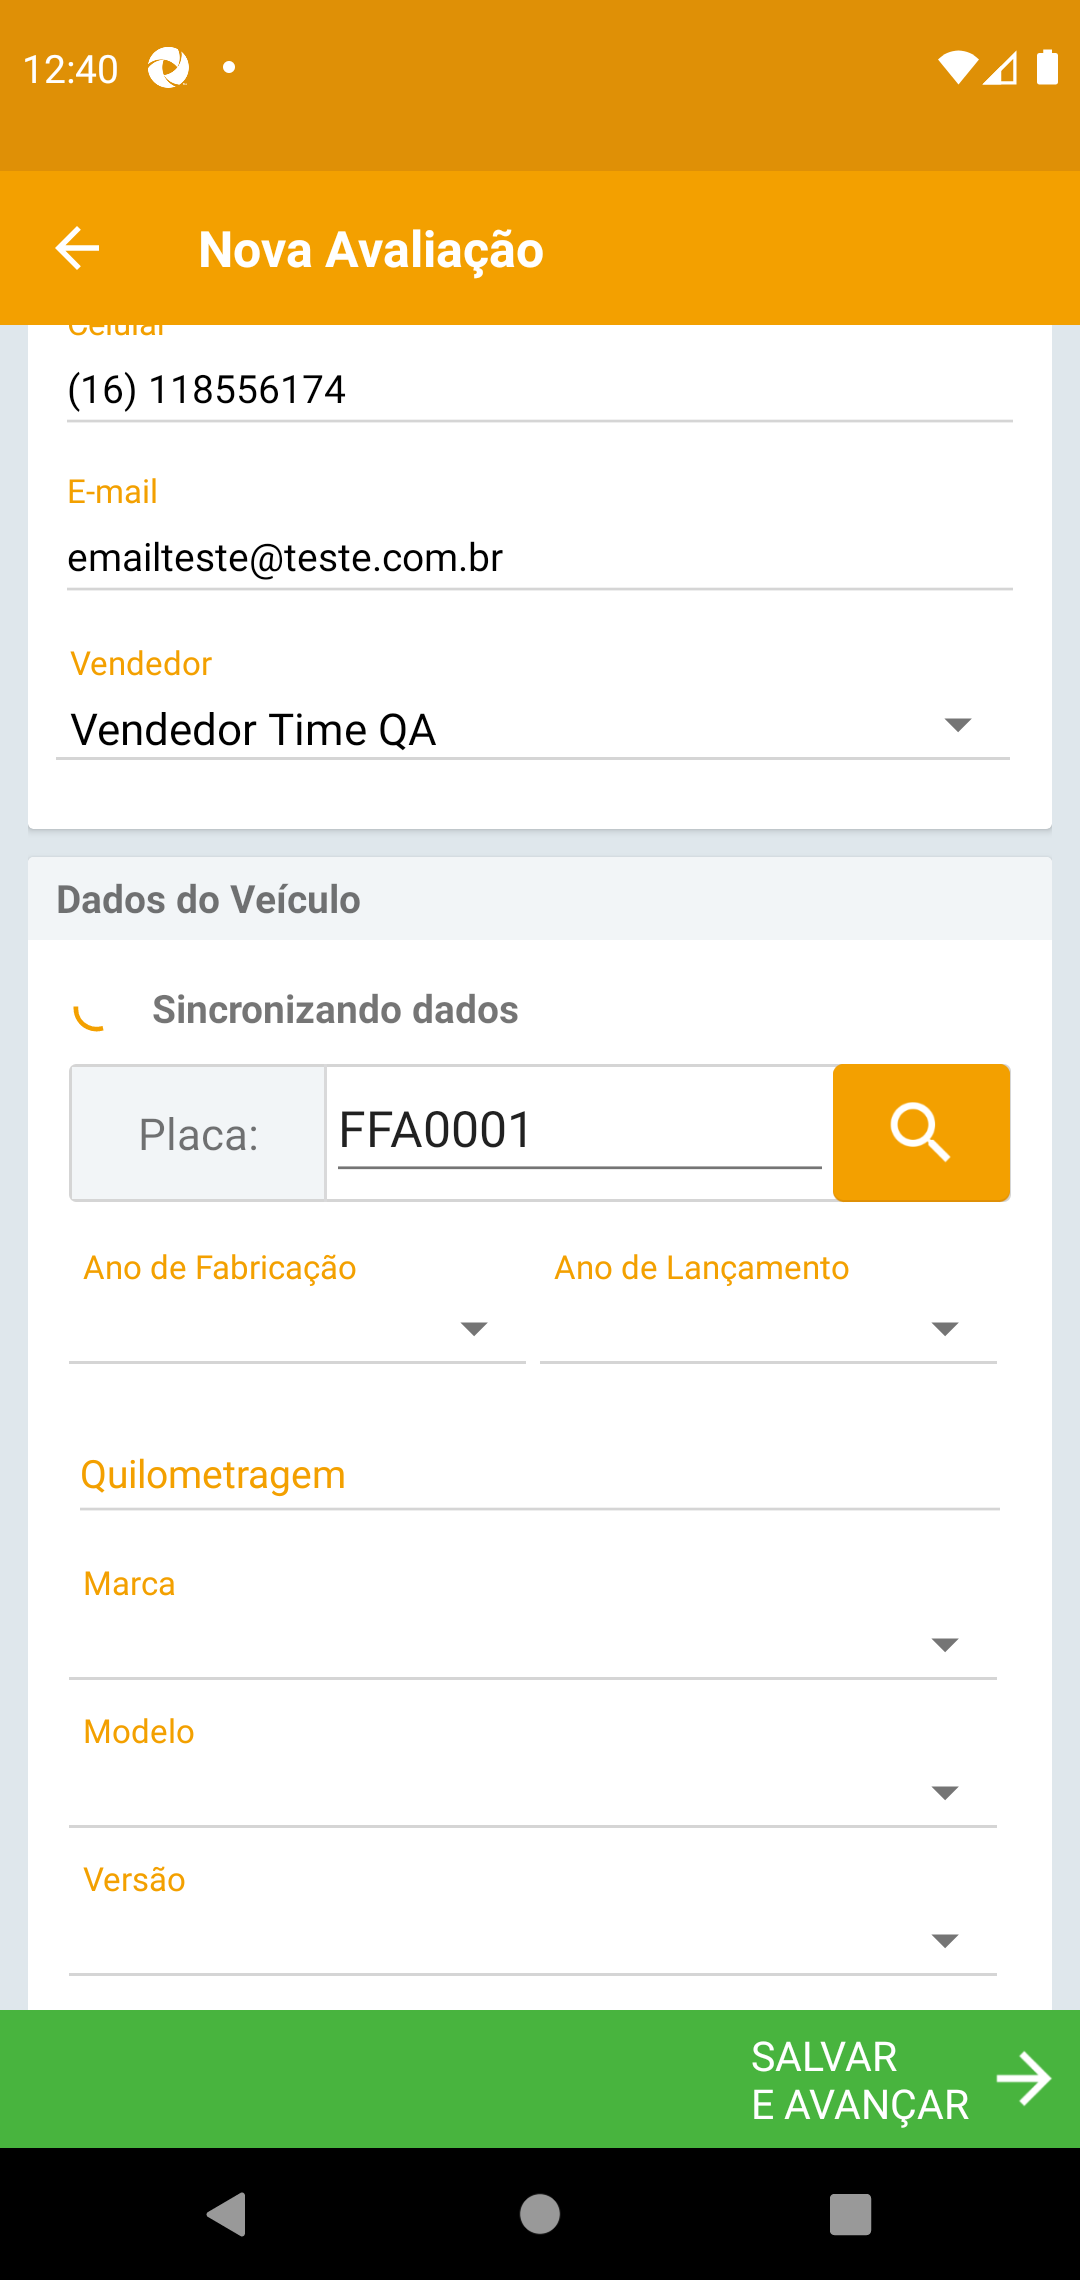 12:40
Nova Avaliação
Celular
(16) 118556174
E-mail
emailteste@teste.com.br
Vendedor
Vendedor Time QA
Dados do Veículo
Sincronizando dados
Placa: FFA0001
Ano de Fabricação Ano de Lançamento
Quilometragem
Marca
Modelo
Versão
SALVAR
E AVANÇAR